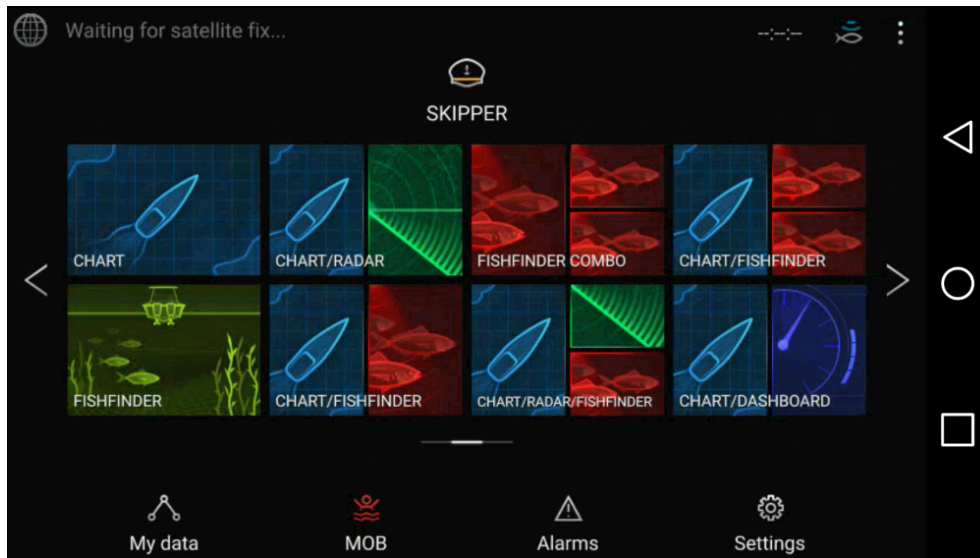 Waiting for satellite fix...
--:--:--
SKIPPER
CHART
CHART/RADAR
FISHFINDER COMBO
CHART/FISHFINDER
FISHFINDER
CHART/FISHFINDER
CHART/RADAR/FISHFINDER
CHART/DASHBOARD
My data
MOB
Alarms
Settings